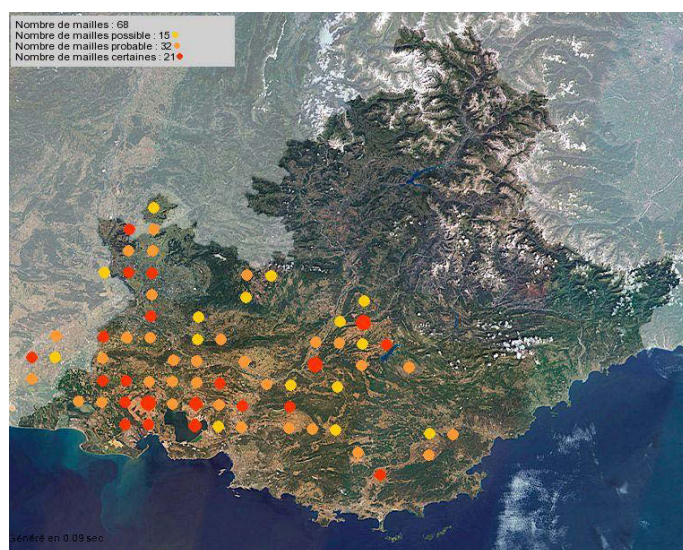 Nombre de mailles : 68
Nombre de mailles possible : 15
Nombre de mailles probable : 32
Nombre de mailles certaines : 21
Généré en 0.09 sec